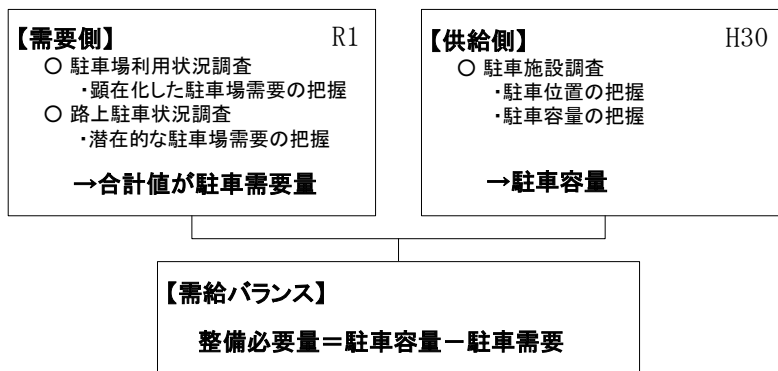 【需要側】 R1
○ 駐車場利用状況調査
・顕在化した駐車場需要の把握
○ 路上駐車状況調査
・潜在的な駐車場需要の把握
→合計値が駐車需要量
【供給側】 H30
○ 駐車施設調査
・駐車位置の把握
・駐車容量の把握
→駐車容量
【需給バランス】
整備必要量＝駐車容量－駐車需要